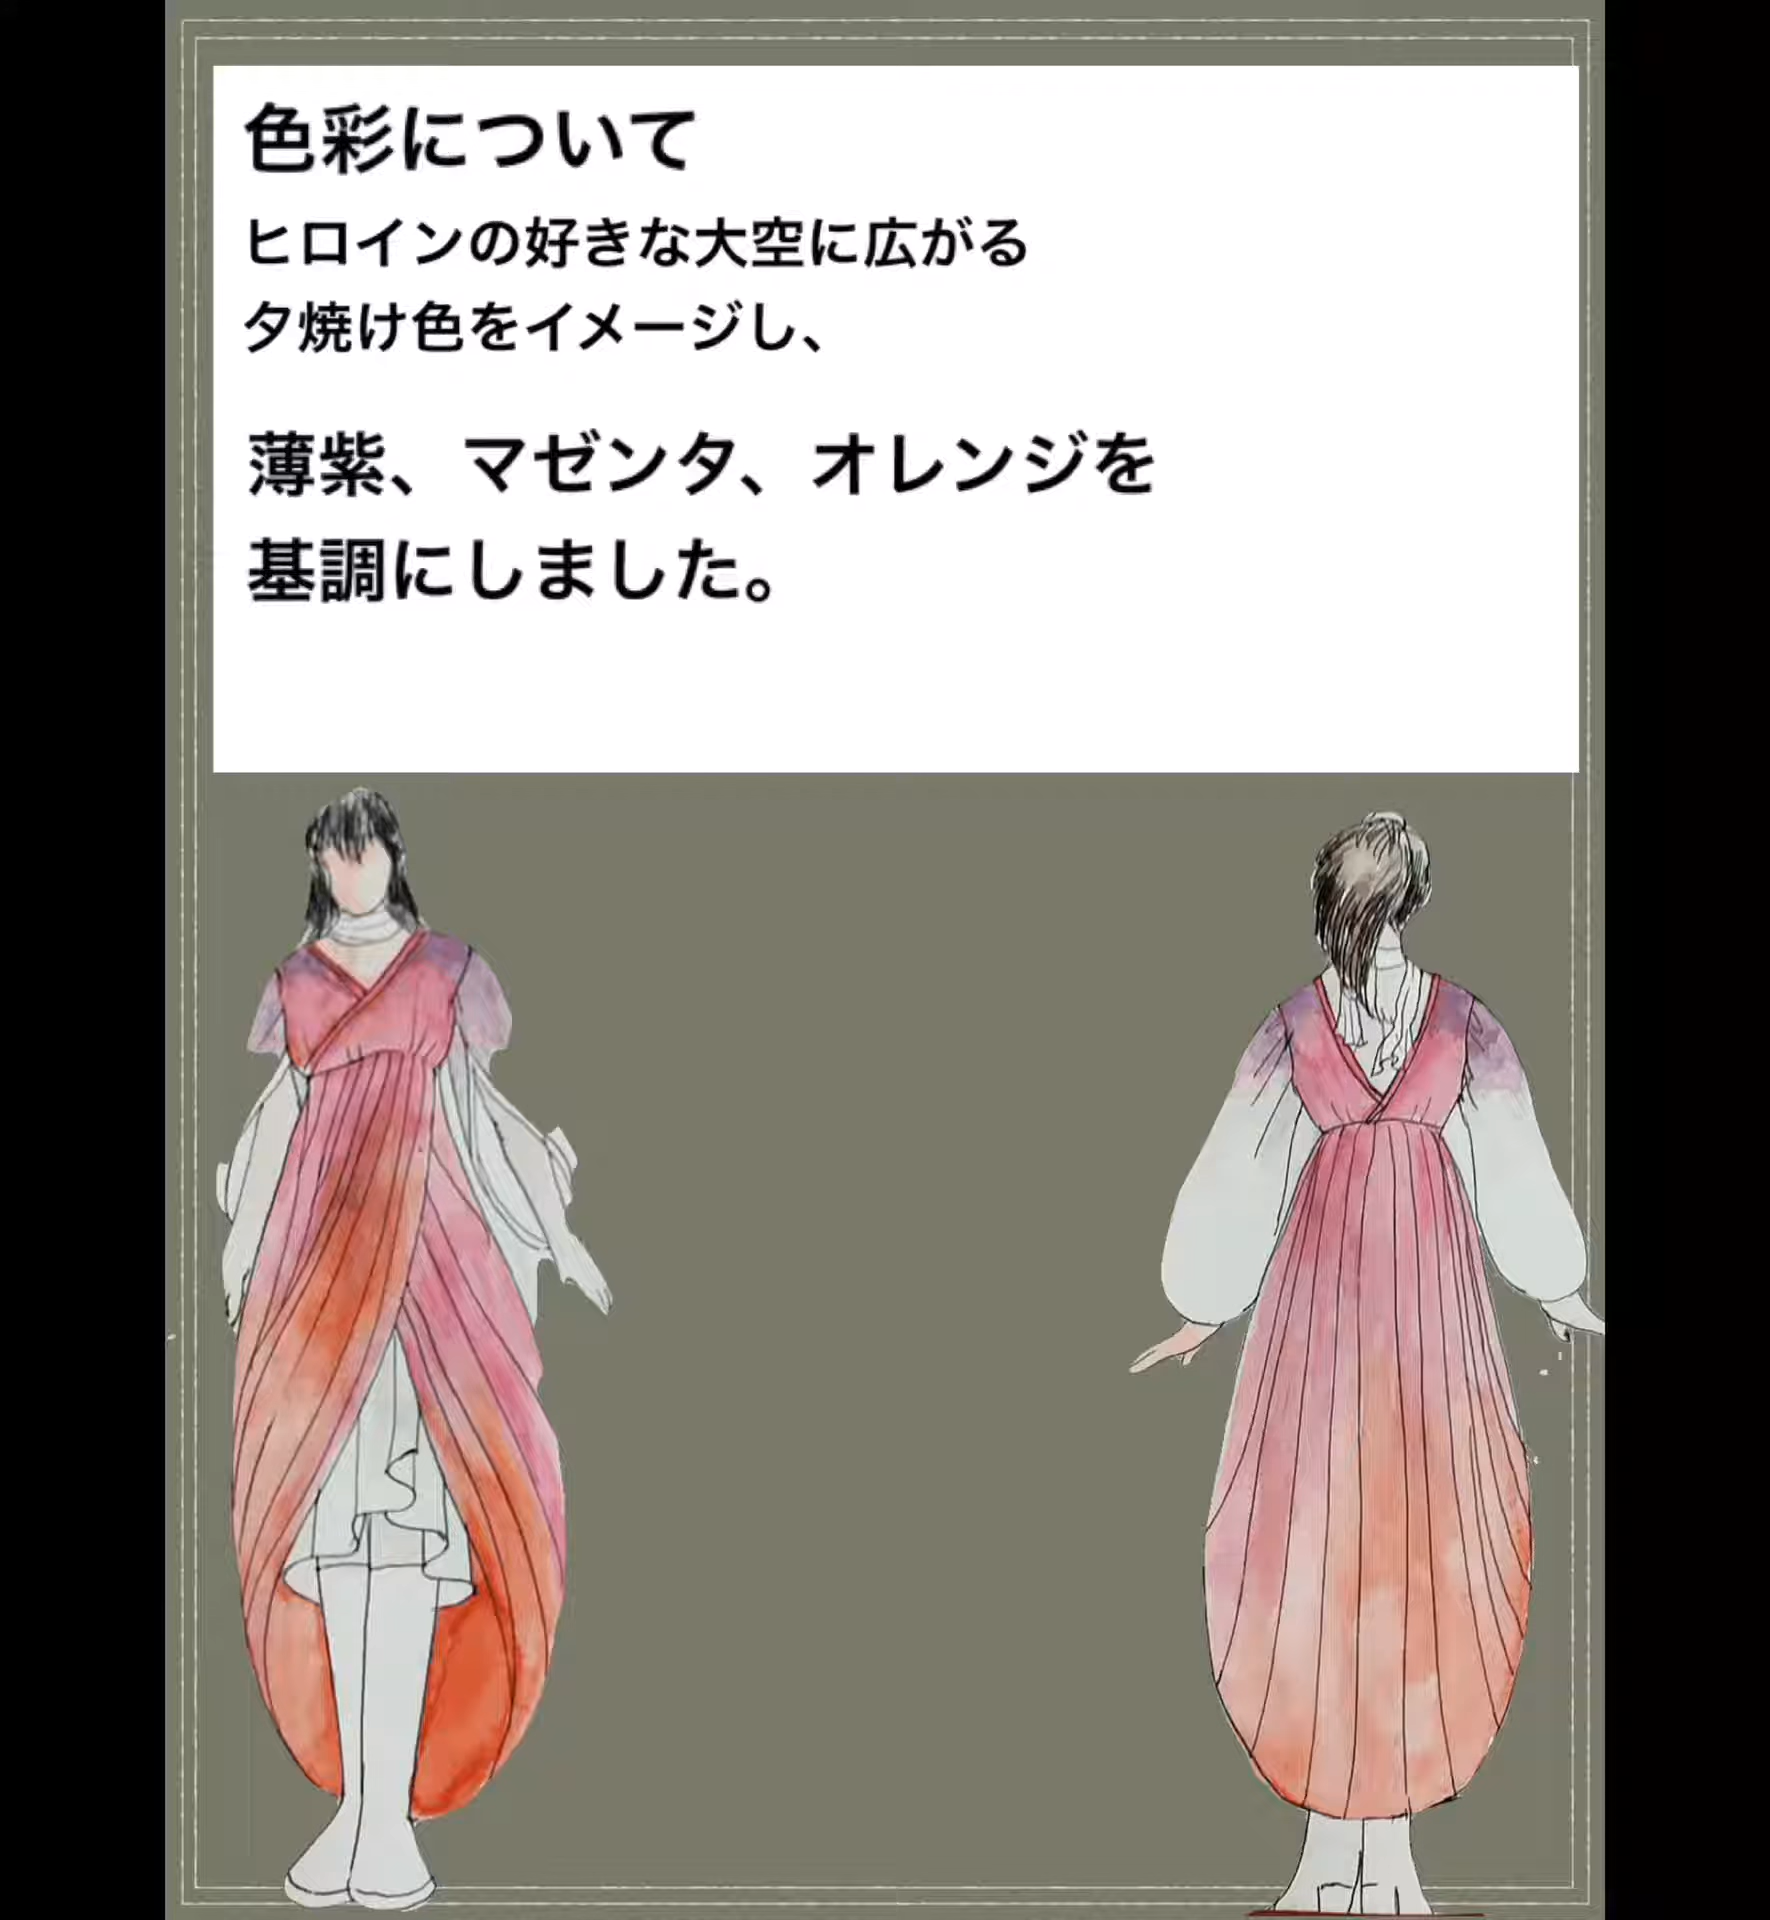 色彩について
ヒロインの好きな大空に広がる
夕焼け色をイメージし、
薄紫、マゼンタ、オレンジを
基調にしました。